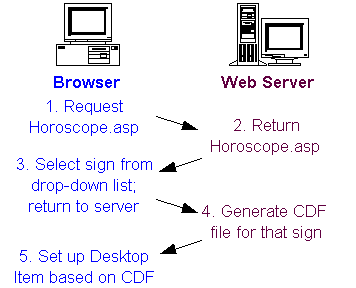 Browser
Web Server
1. Request
Horoscope.asp
2. Return
Horoscope.asp
3. Select sign from
drop-down list;
return to server
4. Generate CDF
file for that sign
5. Set up Desktop
Item based on CDF